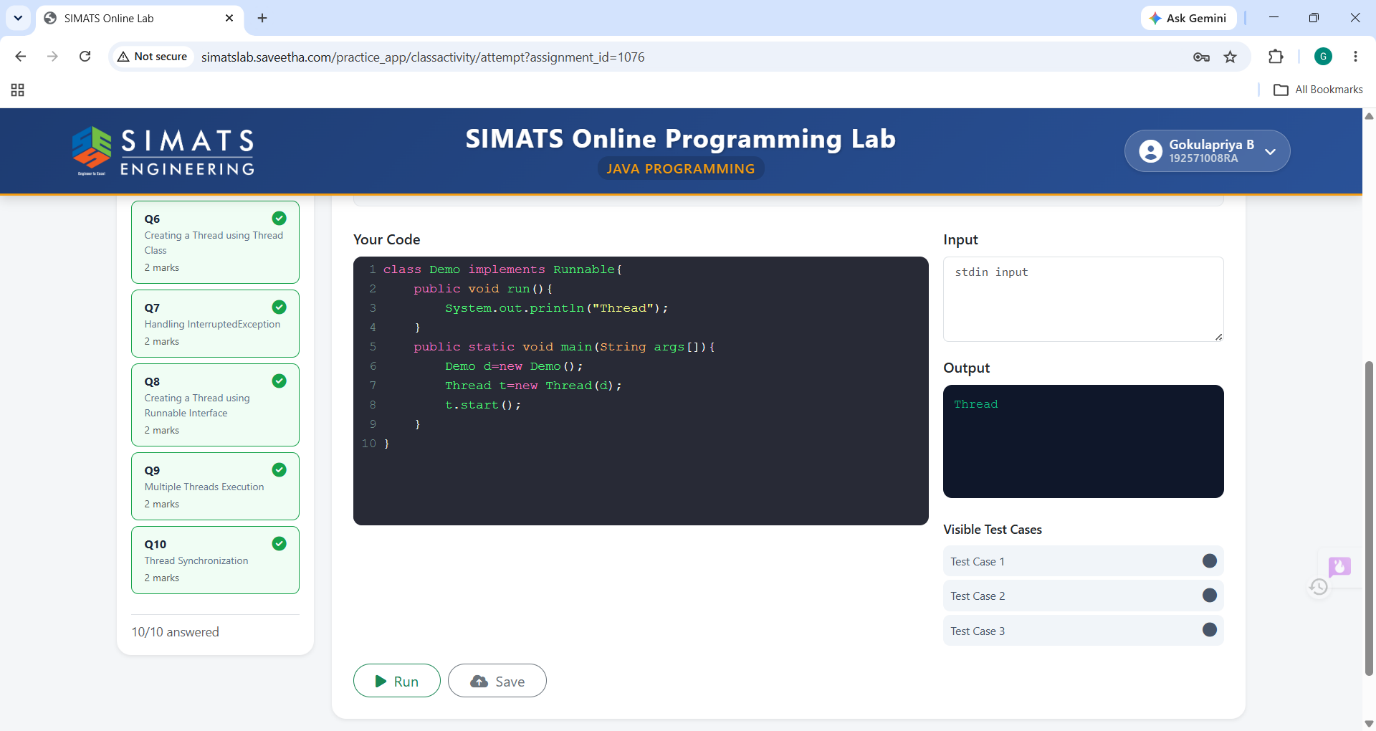 SIMATS Online Lab
Ask Gemini
Not secure
simatslab.saveetha.com/practice_app/classactivity/attempt?assignment_id=1076
G
All Bookmarks
SIMATS
ENGINEERING
Engineer to Excel
SIMATS Online Programming Lab
JAVA PROGRAMMING
Gokulapriya B
192571008RA
Q6
Creating a Thread using Thread
Class
2 marks
Q7
Handling InterruptedException
2 marks
Q8
Creating a Thread using
Runnable Interface
2 marks
Q9
Multiple Threads Execution
2 marks
Q10
Thread Synchronization
2 marks
10/10 answered
Your Code
1 class Demo implements Runnable{
2     public void run(){
3         System.out.println("Thread");
4     }
5     public static void main(String args[]){
6         Demo d=new Demo();
7         Thread t=new Thread(d);
8         t.start();
9     }
10 }
Run
Save
Input
stdin input
Output
Thread
Visible Test Cases
Test Case 1
Test Case 2
Test Case 3